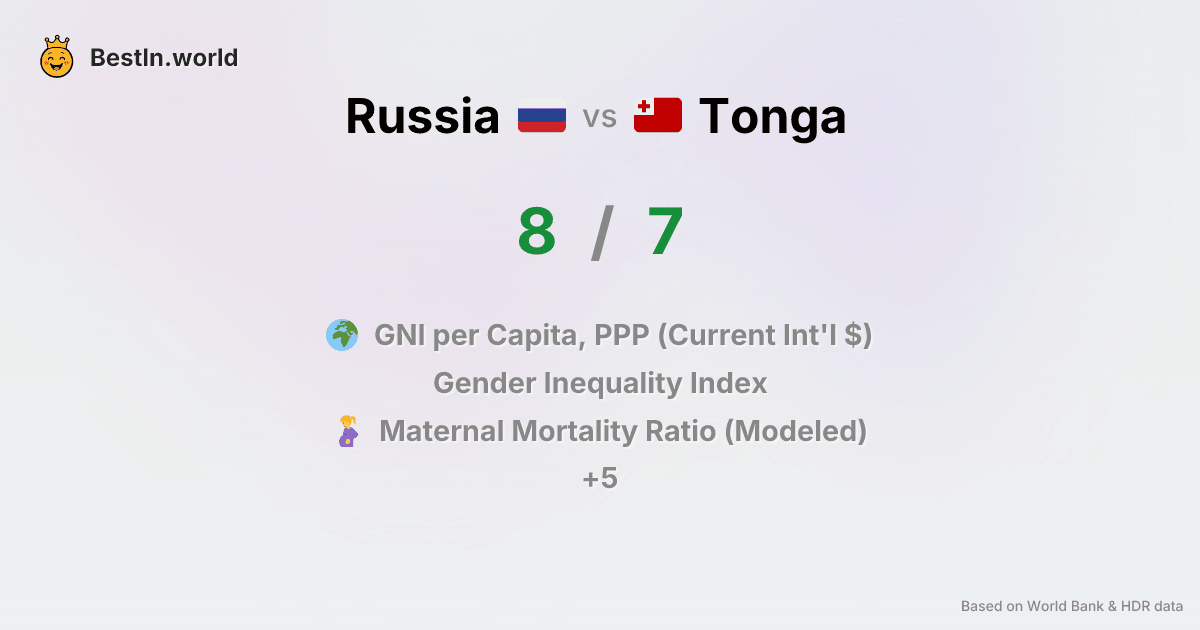 BestIn.world
Russia vs Tonga
8 / 7
GNI per Capita, PPP (Current Int'l $)
Gender Inequality Index
Maternal Mortality Ratio (Modeled)
+5
Based on World Bank & HDR data